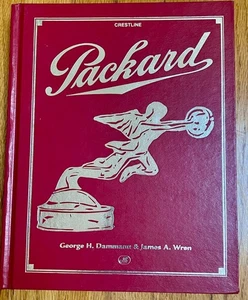 CRESTLINE
Packard
George H. Dammann & James A. Wren